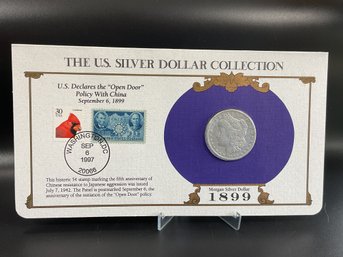 THE U.S. SILVER DOLLAR COLLECTION
U.S. Declares the "Open Door"
Policy With China
September 6, 1899
30
WASHINGTON, DC
SEP
6
1997
20066
This historic 5¢ stamp marking the fifth anniversary of
Chinese resistance to Japanese aggression was issued
July 7, 1942. The Panel is postmarked September 6, the
anniversary of the initiation of the "Open Door" policy.
Morgan Silver Dollar
1899